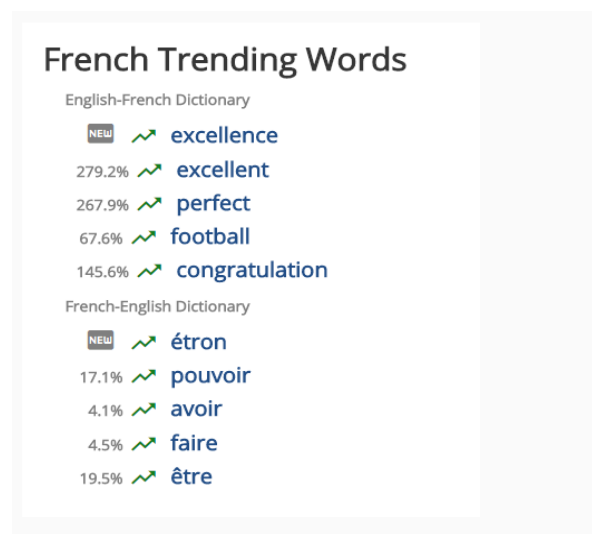 French Trending Words
English-French Dictionary
NEW excellence
279.2% excellent
267.9% perfect
67.6% football
145.6% congratulation
French-English Dictionary
NEW étron
17.1% pouvoir
4.1% avoir
4.5% faire
19.5% être